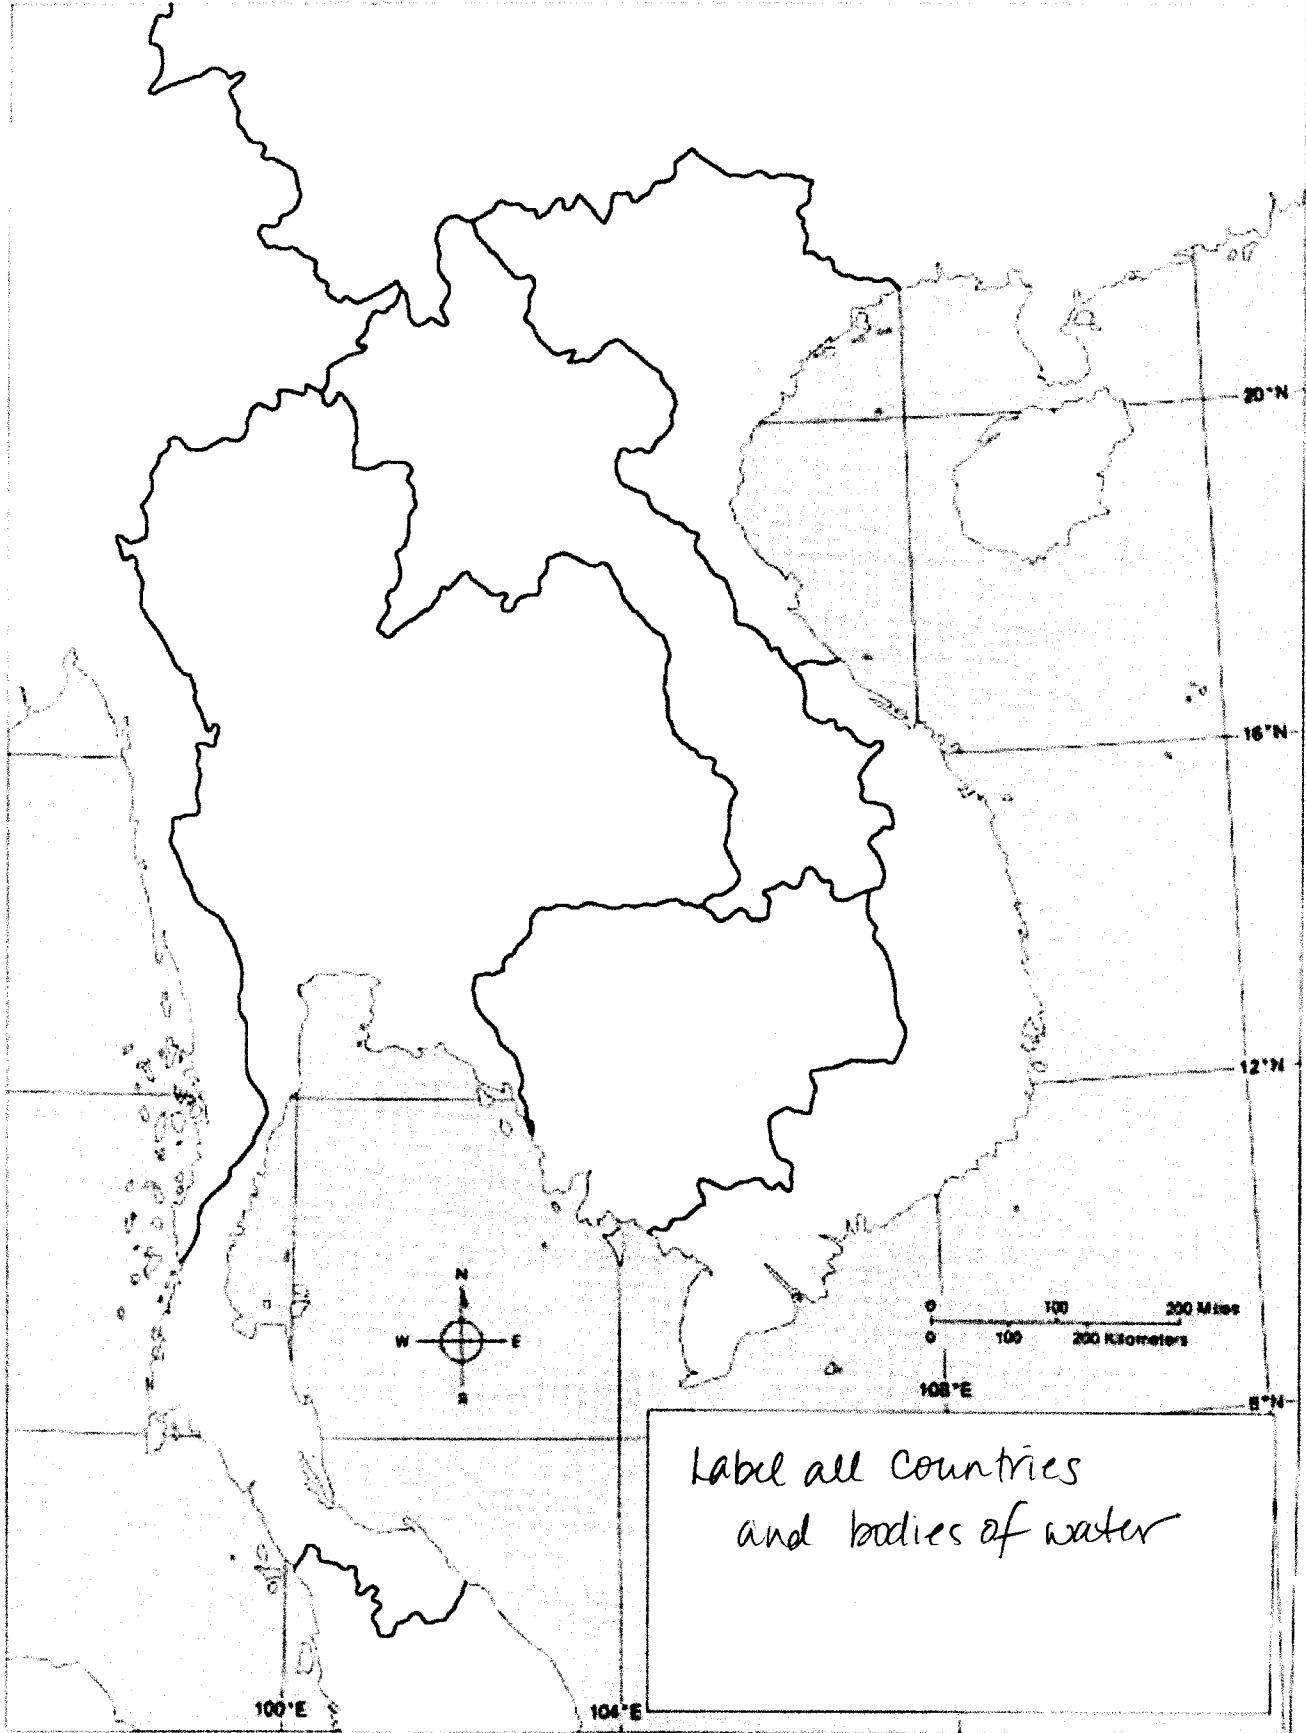 20°N
16°N
12°N
N
W E
S
0 100 200 Miles
0 100 200 Kilometers
108°E
8°N
Label all countries
and bodies of water
100°E
104°E